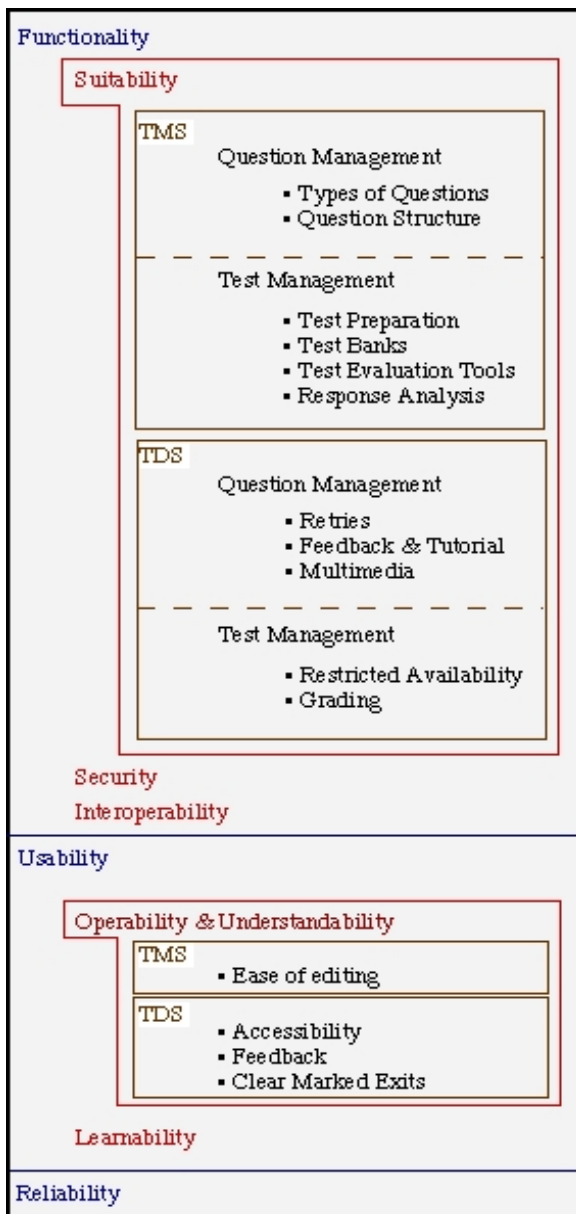 Functionality
Suitability
TMS
Question Management
▪ Types of Questions
▪ Question Structure
Test Management
▪ Test Preparation
▪ Test Banks
▪ Test Evaluation Tools
▪ Response Analysis
TDS
Question Management
▪ Retries
▪ Feedback & Tutorial
▪ Multimedia
Test Management
▪ Restricted Availability
▪ Grading
Security
Interoperability
Usability
Operability & Understandability
TMS
▪ Ease of editing
TDS
▪ Accessibility
▪ Feedback
▪ Clear Marked Exits
Learnability
Reliability